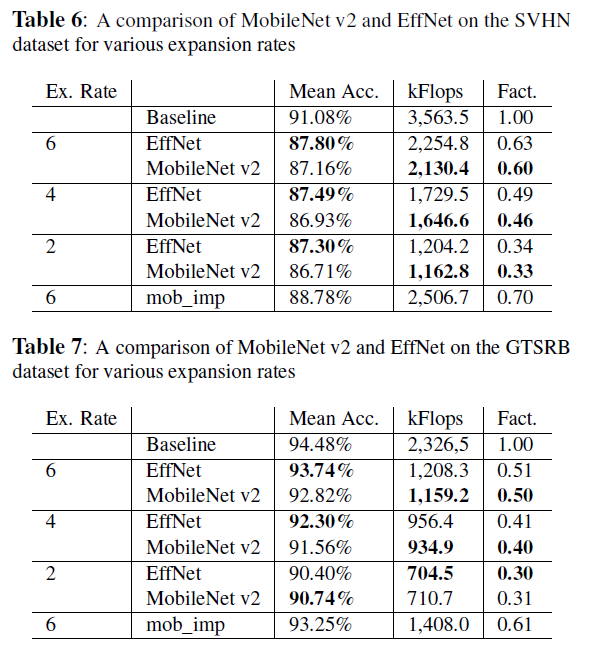 Table 6: A comparison of MobileNet v2 and EffNet on the SVHN
dataset for various expansion rates
Ex. Rate Mean Acc. kFlops Fact.
Baseline 91.08% 3,563.5 1.00
6 EffNet 87.80% 2,254.8 0.63
MobileNet v2 87.16% 2,130.4 0.60
4 EffNet 87.49% 1,729.5 0.49
MobileNet v2 86.93% 1,646.6 0.46
2 EffNet 87.30% 1,204.2 0.34
MobileNet v2 86.71% 1,162.8 0.33
6 mob_imp 88.78% 2,506.7 0.70
Table 7: A comparison of MobileNet v2 and EffNet on the GTSRB
dataset for various expansion rates
Ex. Rate Mean Acc. kFlops Fact.
Baseline 94.48% 2,326,5 1.00
6 EffNet 93.74% 1,208.3 0.51
MobileNet v2 92.82% 1,159.2 0.50
4 EffNet 92.30% 956.4 0.41
MobileNet v2 91.56% 934.9 0.40
2 EffNet 90.40% 704.5 0.30
MobileNet v2 90.74% 710.7 0.31
6 mob_imp 93.25% 1,408.0 0.61